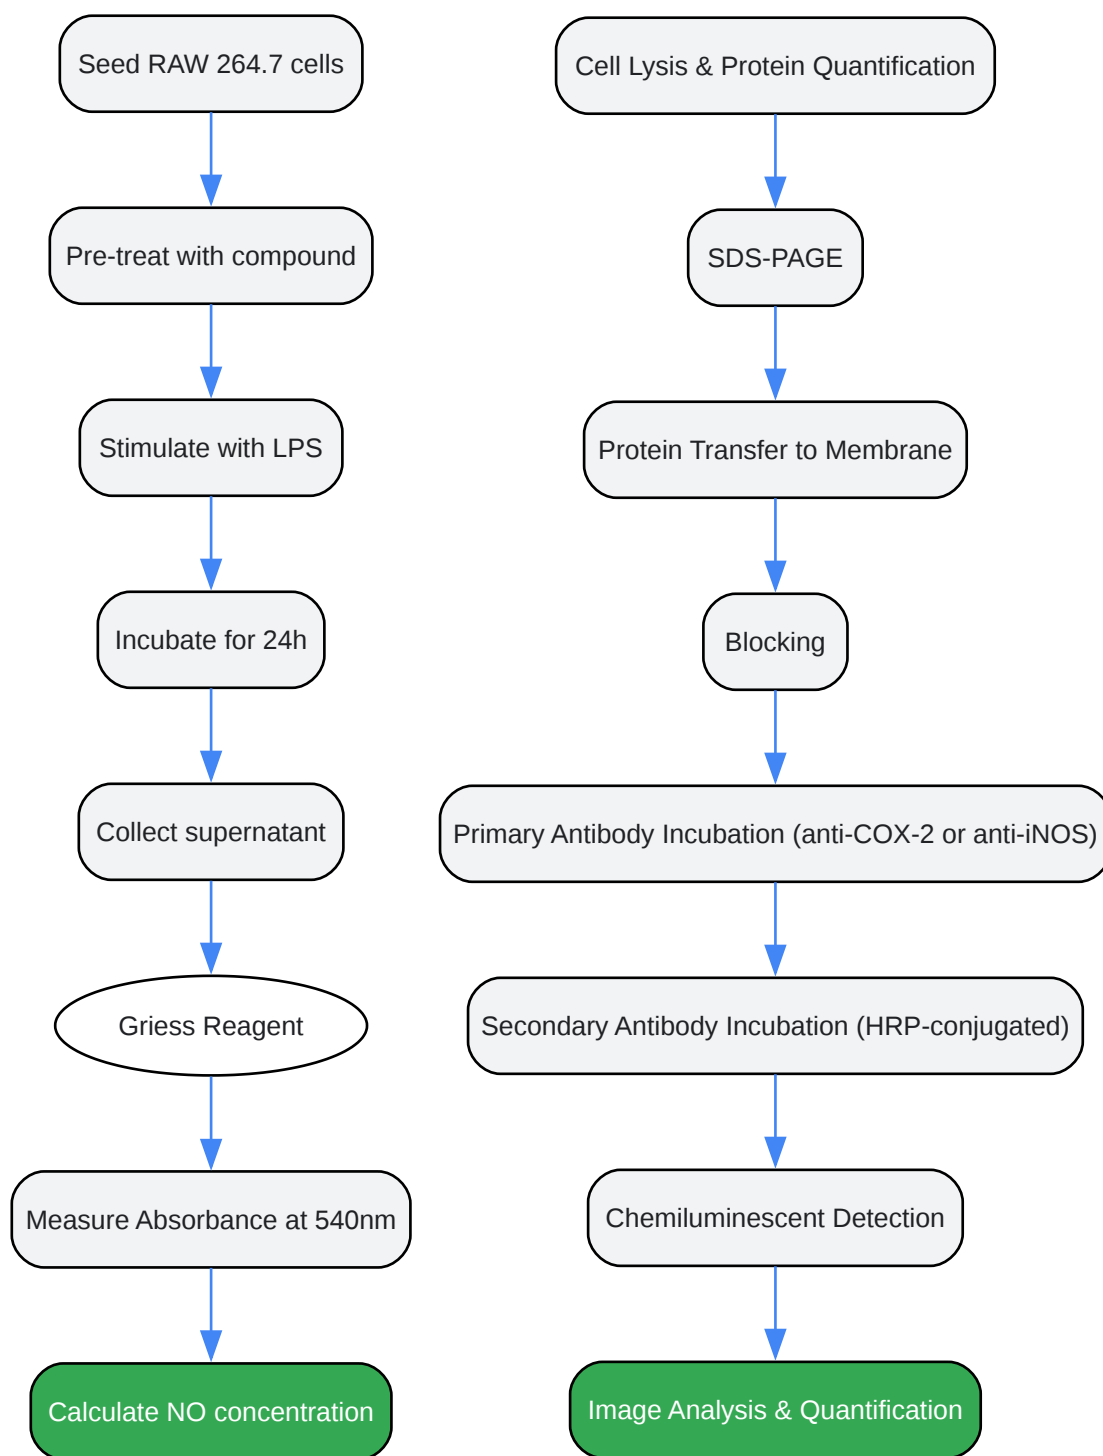 Seed RAW 264.7 cells
Pre-treat with compound
Stimulate with LPS
Incubate for 24h
Collect supernatant
Griess Reagent
Measure Absorbance at 540nm
Calculate NO concentration
Cell Lysis & Protein Quantification
SDS-PAGE
Protein Transfer to Membrane
Blocking
Primary Antibody Incubation (anti-COX-2 or anti-iNOS)
Secondary Antibody Incubation (HRP-conjugated)
Chemiluminescent Detection
Image Analysis & Quantification